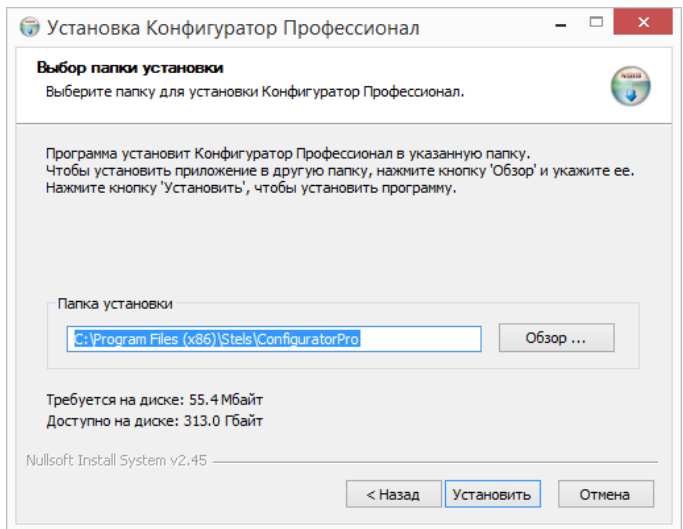 Установка Конфигуратор Профессионал
Выбор папки установки
Выберите папку для установки Конфигуратор Профессионал.
Программа установит Конфигуратор Профессионал в указанную папку.
Чтобы установить приложение в другую папку, нажмите кнопку 'Обзор' и укажите ее.
Нажмите кнопку 'Установить', чтобы установить программу.
Папка установки
C:\Program Files (x86)\Stels\ConfiguratorPro
Обзор ...
Требуется на диске: 55.4 Мбайт
Доступно на диске: 313.0 Гбайт
Nullsoft Install System v2.45
< Назад
Установить
Отмена